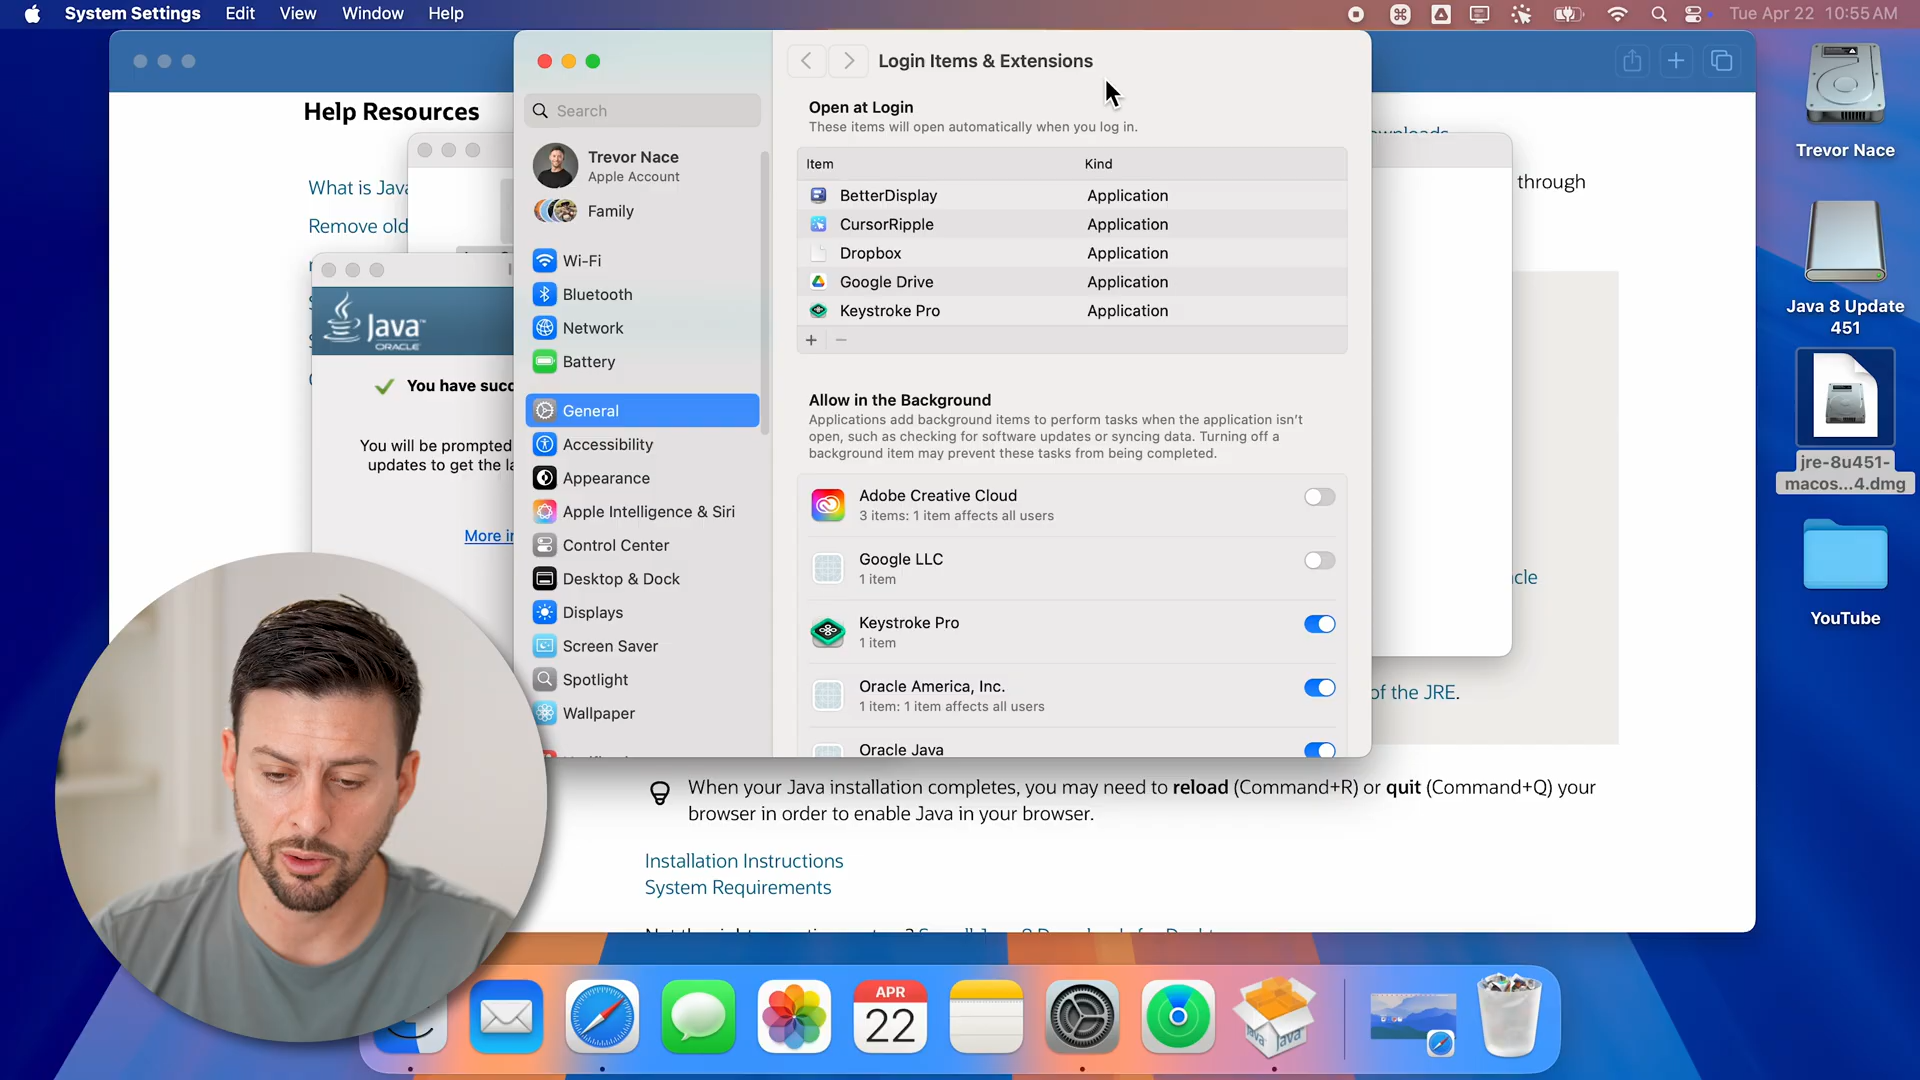 System Settings Edit View Window Help
Tue Apr 22 10:55 AM
Help Resources
What is Java
Remove old
Java
ORACLE
You have succ
You will be prompted
updates to get the la
More in
Search
Trevor Nace
Apple Account
Family
Wi-Fi
Bluetooth
Network
Battery
General
Accessibility
Appearance
Apple Intelligence & Siri
Control Center
Desktop & Dock
Displays
Screen Saver
Spotlight
Wallpaper
Login Items & Extensions
Open at Login
These items will open automatically when you log in.
Item Kind
BetterDisplay Application
CursorRipple Application
Dropbox Application
Google Drive Application
Keystroke Pro Application
+ −
Allow in the Background
Applications add background items to perform tasks when the application isn't
open, such as checking for software updates or syncing data. Turning off a
background item may prevent these tasks from being completed.
Adobe Creative Cloud
3 items: 1 item affects all users
Google LLC
1 item
Keystroke Pro
1 item
Oracle America, Inc.
1 item: 1 item affects all users
Oracle Java
through
cle
of the JRE.
When your Java installation completes, you may need to reload (Command+R) or quit (Command+Q) your
browser in order to enable Java in your browser.
Installation Instructions
System Requirements
Trevor Nace
Java 8 Update
451
jre-8u451-
macos...4.dmg
YouTube
APR
22
Java